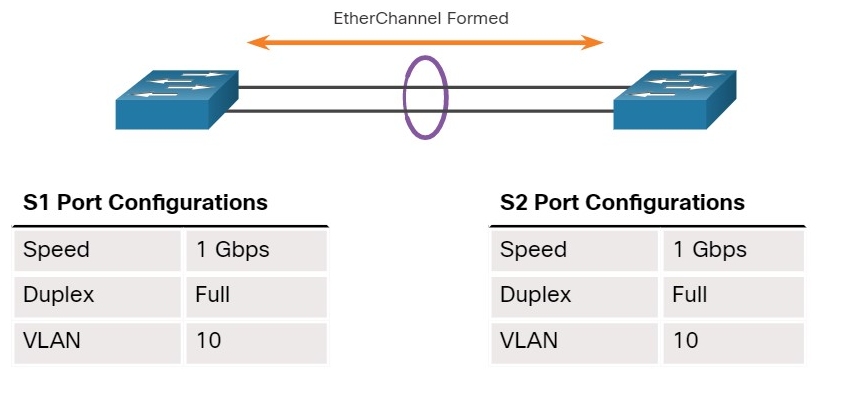 EtherChannel Formed
S1 Port Configurations
Speed 1 Gbps
Duplex Full
VLAN 10
S2 Port Configurations
Speed 1 Gbps
Duplex Full
VLAN 10